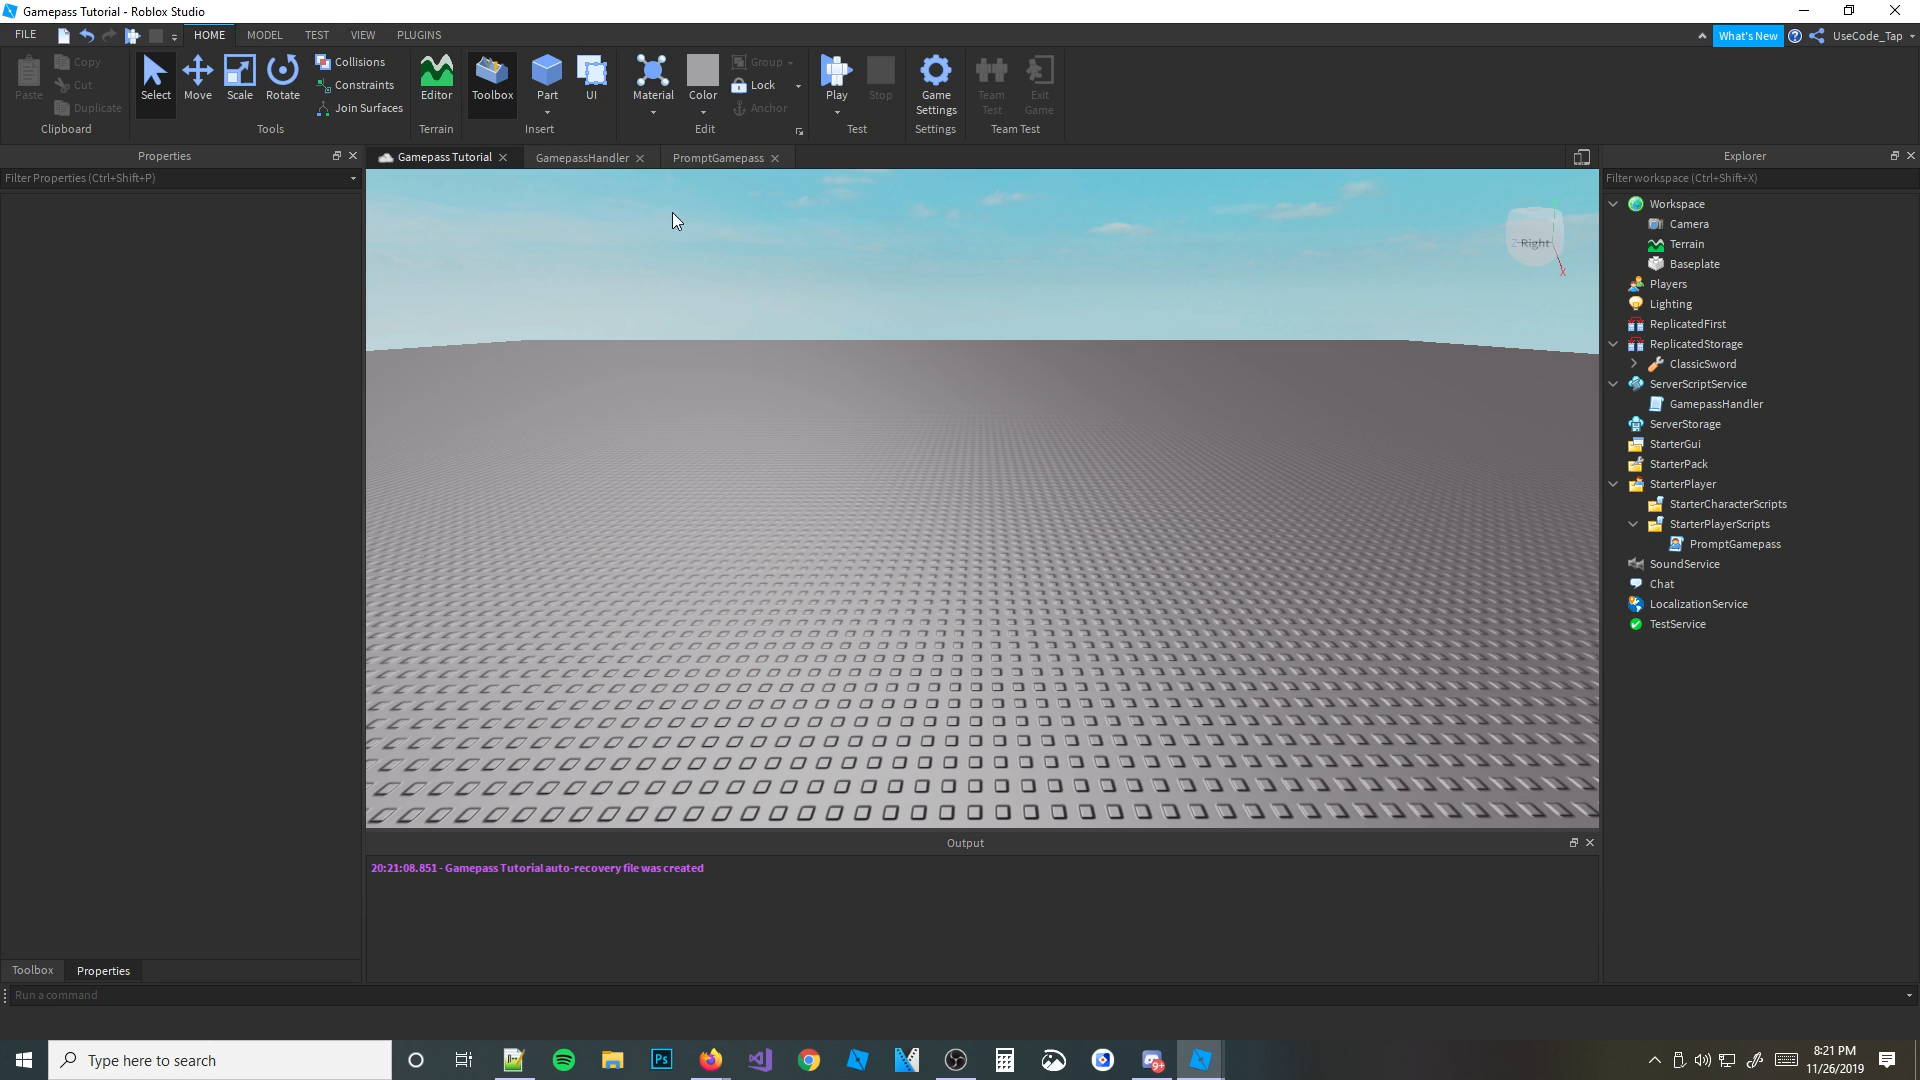 Gamepass Tutorial - Roblox Studio
FILE
HOME
MODEL
TEST
VIEW
PLUGINS
What's New
UseCode_Tap
Paste
Copy
Cut
Duplicate
Clipboard
Select
Move
Scale
Rotate
Collisions
Constraints
Join Surfaces
Tools
Editor
Terrain
Toolbox
Part
UI
Insert
Material
Color
Group
Lock
Anchor
Edit
Play
Stop
Test
Game
Settings
Settings
Team
Test
Exit
Game
Team Test
Properties
Filter Properties (Ctrl+Shift+P)
Gamepass Tutorial
GamepassHandler
PromptGamepass
Explorer
Filter workspace (Ctrl+Shift+X)
Z
Right
X
Workspace
Camera
Terrain
Baseplate
Players
Lighting
ReplicatedFirst
ReplicatedStorage
ClassicSword
ServerScriptService
GamepassHandler
ServerStorage
StarterGui
StarterPack
StarterPlayer
StarterCharacterScripts
StarterPlayerScripts
PromptGamepass
SoundService
Chat
LocalizationService
TestService
Output
20:21:08.851 - Gamepass Tutorial auto-recovery file was created
Toolbox
Properties
Run a command
Type here to search
Ps
9+
8:21 PM
11/26/2019